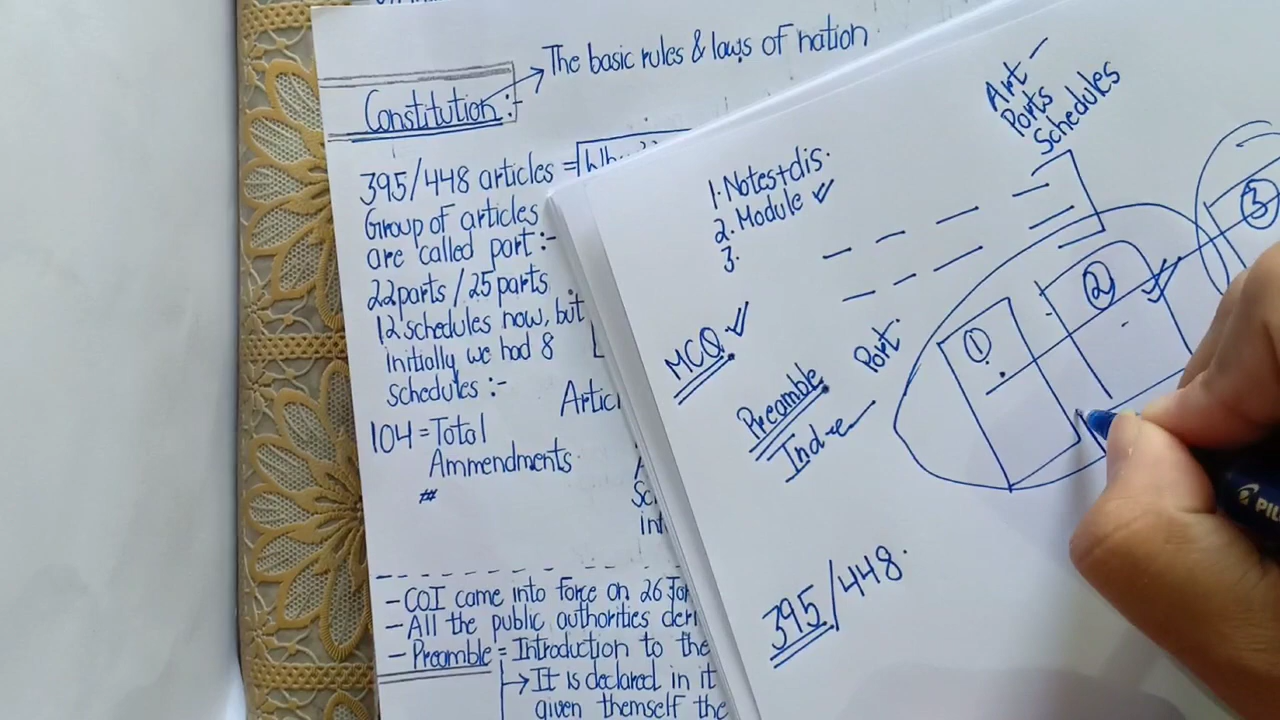 The basic rules & laws of nation
Constitution :-
395/448 articles =
Group of articles
are called part :-
22 parts / 25 parts
12 schedules now, but
initially we had 8
schedules :-
104 = Total
Ammendments
- COI came into force on 26
- All the public authorities
- Preamble = Introduction to the
→ It is declared in it
given themself the
Art -
Parts
Schedules
1. Notes + dis.
2. Module ✓
3.
MCQ. ✓
Preamble
Part.
①
②
③
395/448.
PIL